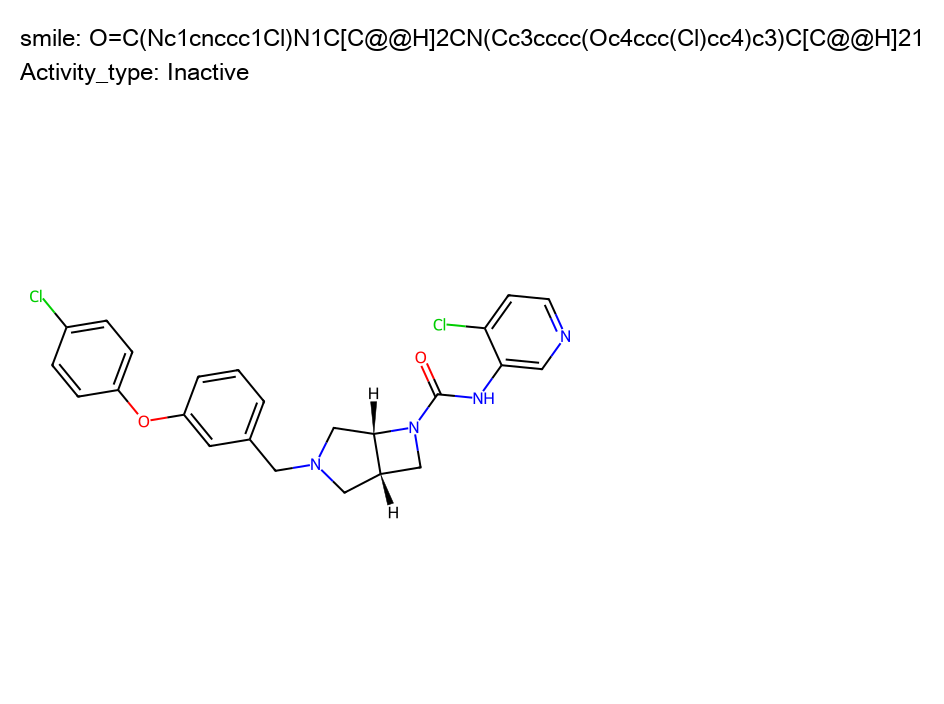 smile: O=C(Nc1cnccc1Cl)N1C[C@@H]2CN(Cc3cccc(Oc4ccc(Cl)cc4)c3)C[C@@H]21
Activity_type: Inactive
Cl
Cl
N
O
H
NH
N
O
N
H